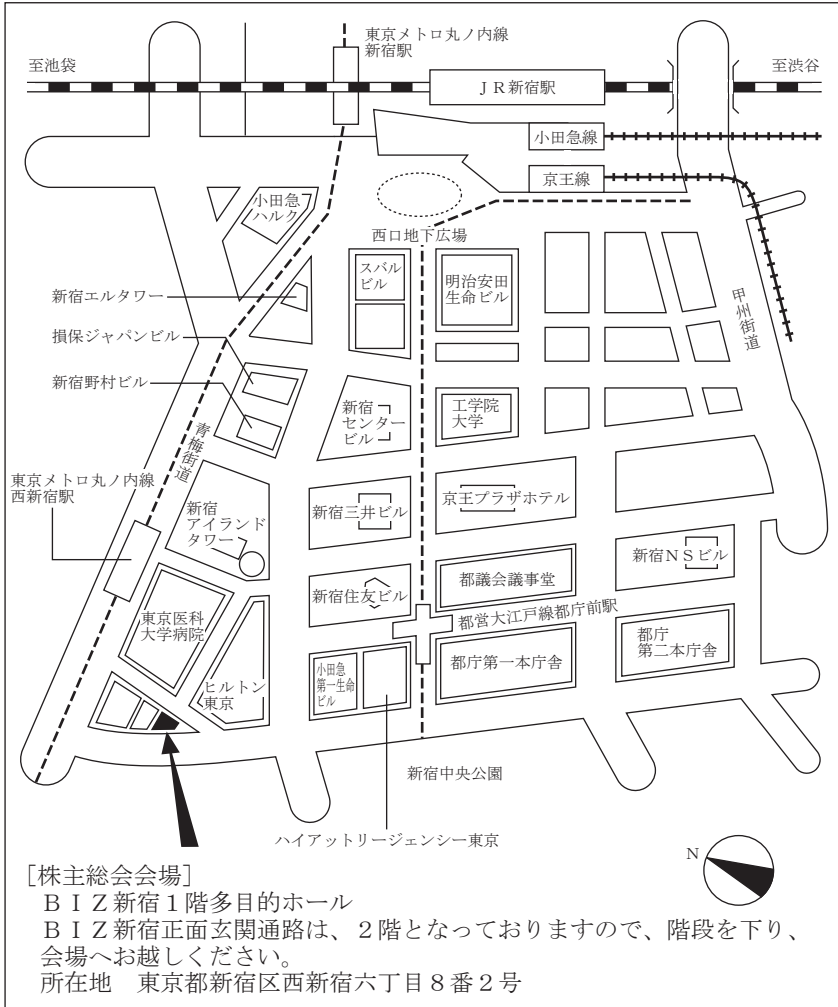 東京メトロ丸ノ内線
新宿駅
至池袋
至渋谷
ＪＲ新宿駅
小田急線
京王線
小田急
ハルク
西口地下広場
スバル
ビル
明治安田
生命ビル
新宿エルタワー
甲州街道
損保ジャパンビル
新宿野村ビル
新宿
センター
ビル
工学院
大学
青梅街道
東京メトロ丸ノ内線
西新宿駅
新宿
アイランド
タワー
新宿三井ビル
京王プラザホテル
新宿ＮＳビル
東京医科
大学病院
新宿住友ビル
都議会議事堂
都営大江戸線都庁前駅
ヒルトン
東京
小田急
第一生命
ビル
都庁第一本庁舎
都庁
第二本庁舎
新宿中央公園
ハイアットリージェンシー東京
N
[株主総会会場]
ＢＩＺ新宿１階多目的ホール
ＢＩＺ新宿正面玄関通路は、２階となっておりますので、階段を下り、
会場へお越しください。
所在地　東京都新宿区西新宿六丁目８番２号